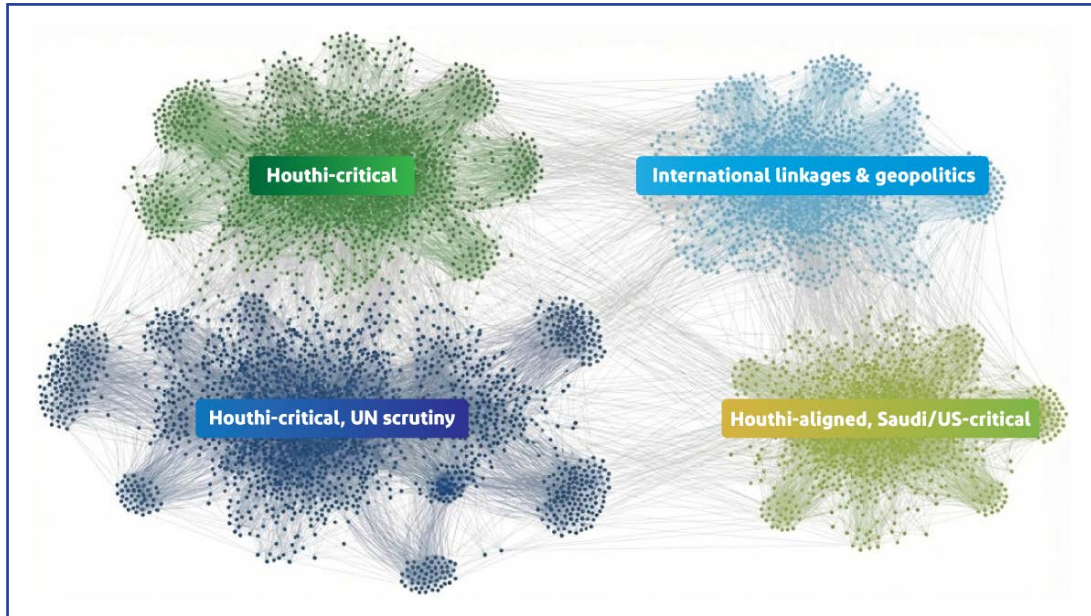 Houthi-critical
International linkages & geopolitics
Houthi-critical, UN scrutiny
Houthi-aligned, Saudi/US-critical